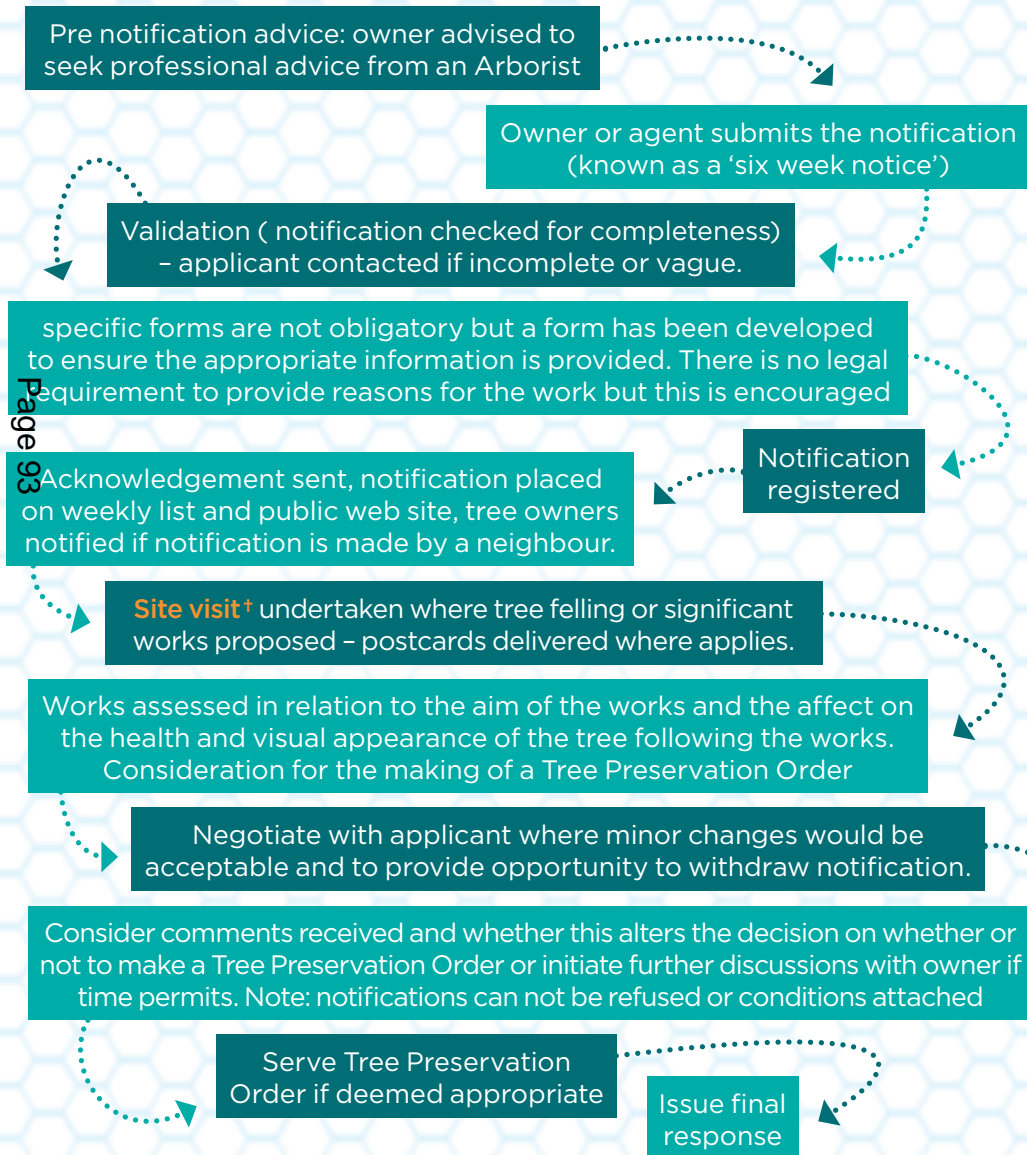 Pre notification advice: owner advised to
seek professional advice from an Arborist
Owner or agent submits the notification
(known as a ‘six week notice’)
Validation ( notification checked for completeness)
– applicant contacted if incomplete or vague.
specific forms are not obligatory but a form has been developed
to ensure the appropriate information is provided. There is no legal
requirement to provide reasons for the work but this is encouraged
Page 93
Notification
registered
Acknowledgement sent, notification placed
on weekly list and public web site, tree owners
notified if notification is made by a neighbour.
Site visit† undertaken where tree felling or significant
works proposed – postcards delivered where applies.
Works assessed in relation to the aim of the works and the affect on
the health and visual appearance of the tree following the works.
Consideration for the making of a Tree Preservation Order
Negotiate with applicant where minor changes would be
acceptable and to provide opportunity to withdraw notification.
Consider comments received and whether this alters the decision on whether or
not to make a Tree Preservation Order or initiate further discussions with owner if
time permits. Note: notifications can not be refused or conditions attached
Serve Tree Preservation
Order if deemed appropriate
Issue final
response